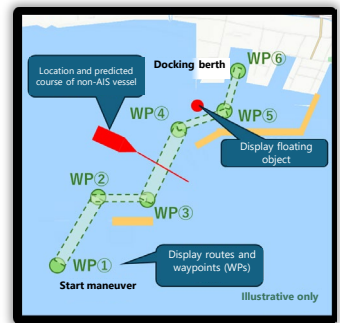 WP⑥
Docking berth
Location and predicted
course of non-AIS vessel
WP④
WP⑤
Display floating
object
WP②
WP③
WP①
Display routes and
waypoints (WPs)
Start maneuver
Illustrative only